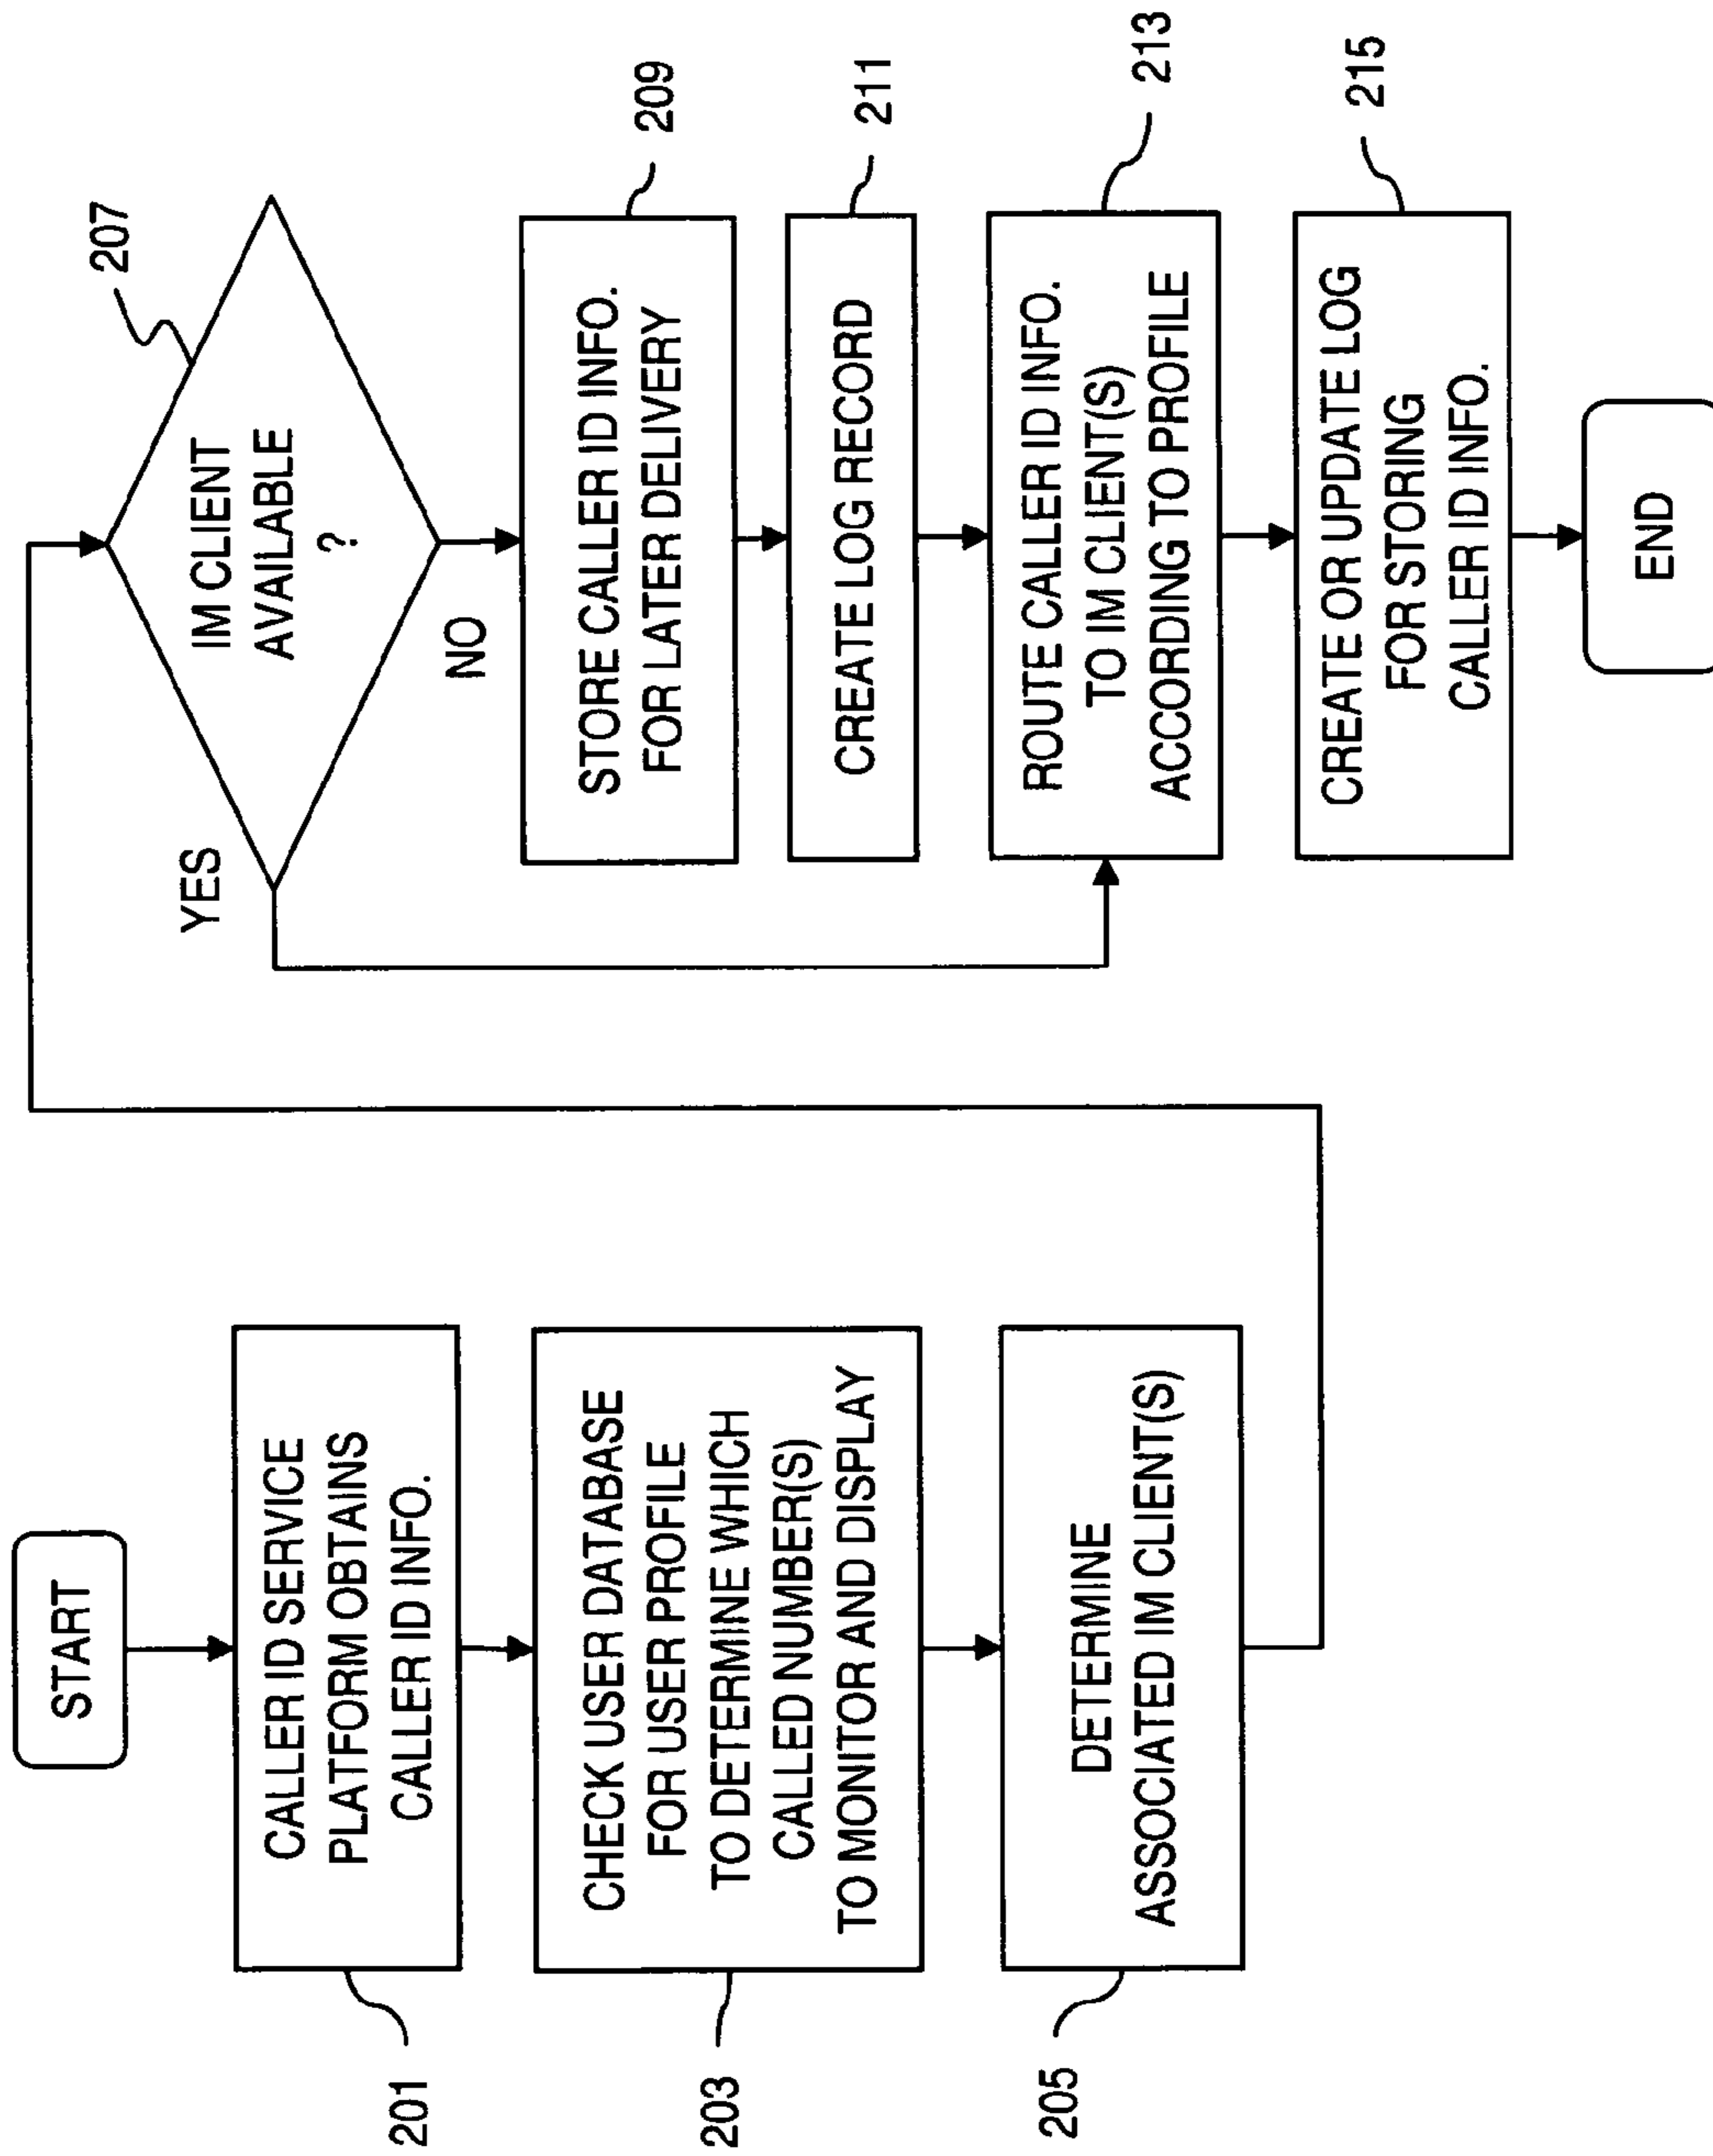 START
CALLER ID SERVICE
PLATFORM OBTAINS
CALLER ID INFO.
201
CHECK USER DATABASE
FOR USER PROFILE
TO DETERMINE WHICH
CALLED NUMBER(S)
TO MONITOR AND DISPLAY
203
DETERMINE
ASSOCIATED IM CLIENT(S)
205
207
IM CLIENT
AVAILABLE
?
YES
NO
STORE CALLER ID INFO.
FOR LATER DELIVERY
209
CREATE LOG RECORD
211
ROUTE CALLER ID INFO.
TO IM CLIENT(S)
ACCORDING TO PROFILE
213
CREATE OR UPDATE LOG
FOR STORING
CALLER ID INFO.
215
END